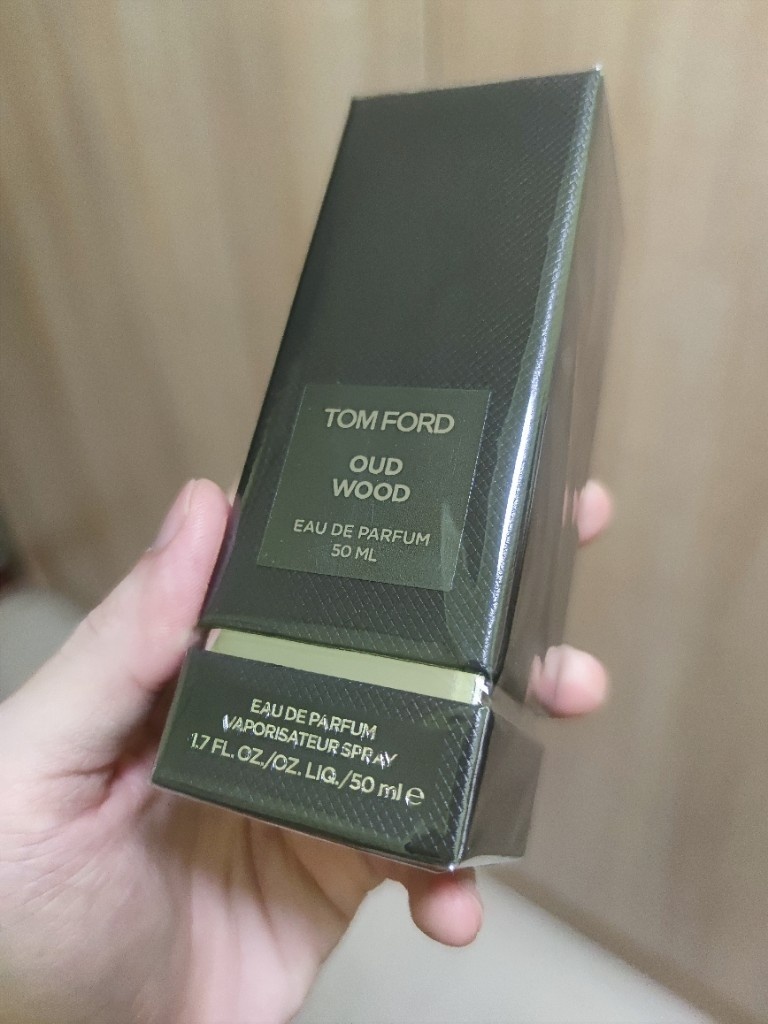 TOM FORD
OUD
WOOD
EAU DE PARFUM
50 ML
EAU DE PARFUM
VAPORISATEUR SPRAY
1.7 FL. OZ./OZ. LIQ./50 ml e